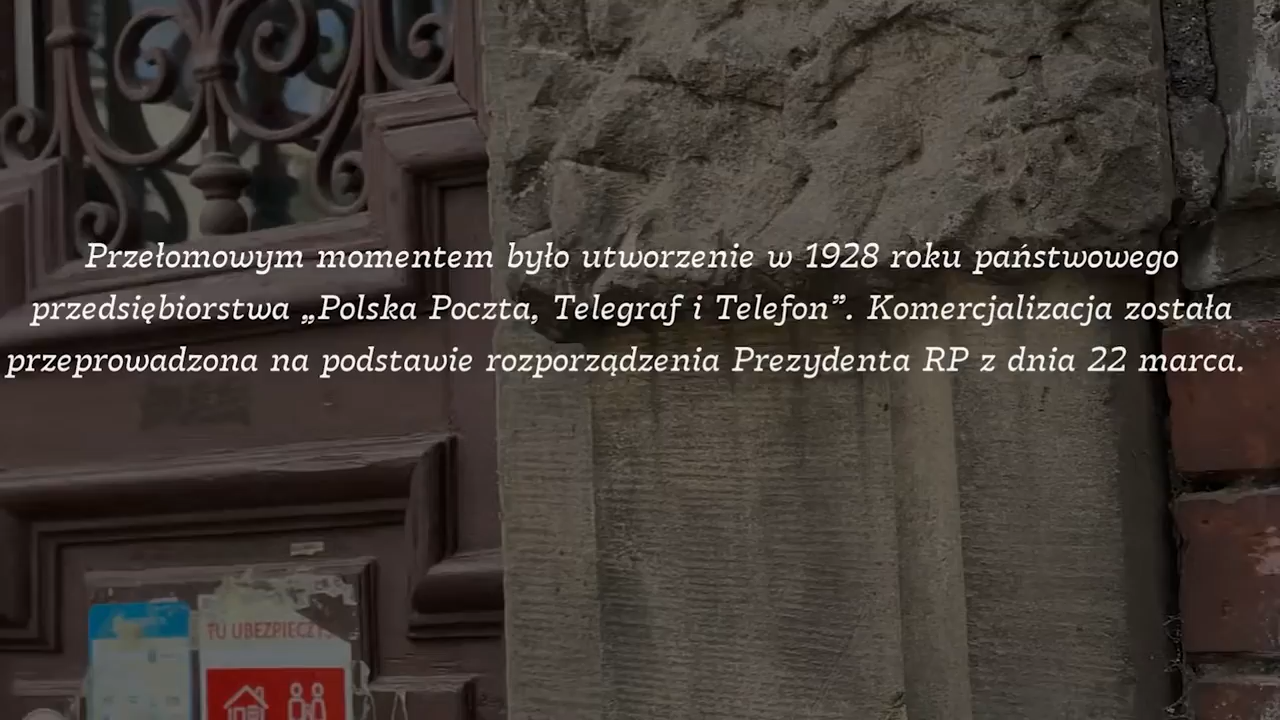 Przełomowym momentem było utworzenie w 1928 roku państwowego
przedsiębiorstwa „Polska Poczta, Telegraf i Telefon”. Komercjalizacja została
przeprowadzona na podstawie rozporządzenia Prezydenta RP z dnia 22 marca.
TU